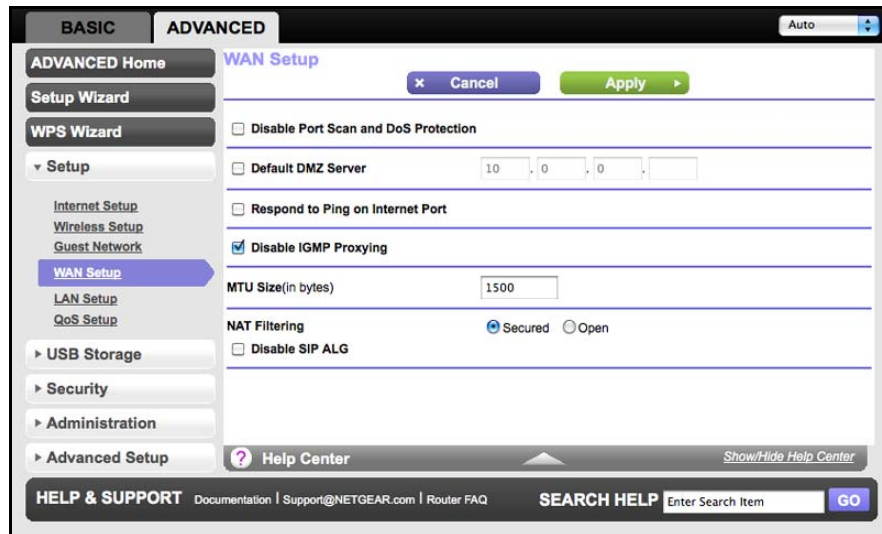 BASIC ADVANCED Auto
ADVANCED Home
Setup Wizard
WPS Wizard
Setup
Internet Setup
Wireless Setup
Guest Network
WAN Setup
LAN Setup
QoS Setup
USB Storage
Security
Administration
Advanced Setup
WAN Setup
Cancel Apply
Disable Port Scan and DoS Protection
Default DMZ Server 10 . 0 . 0 .
Respond to Ping on Internet Port
Disable IGMP Proxying
MTU Size(in bytes) 1500
NAT Filtering Secured Open
Disable SIP ALG
? Help Center Show/Hide Help Center
HELP & SUPPORT Documentation | Support@NETGEAR.com | Router FAQ SEARCH HELP Enter Search Item GO